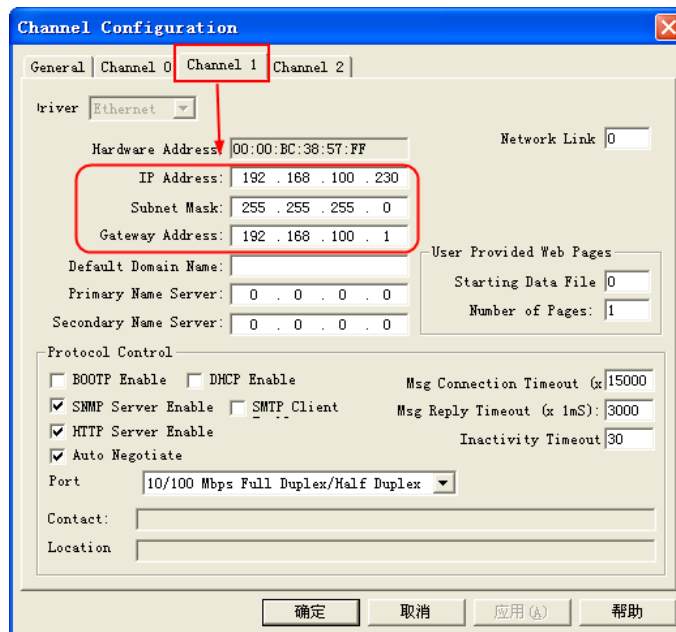 Channel Configuration
General Channel 0 Channel 1 Channel 2
river Ethernet
Hardware Address: 00:00:BC:38:57:FF Network Link 0
IP Address: 192 . 168 . 100 . 230
Subnet Mask: 255 . 255 . 255 . 0
Gateway Address: 192 . 168 . 100 . 1
User Provided Web Pages
Default Domain Name:
Starting Data File 0
Primary Name Server: 0 . 0 . 0 . 0
Number of Pages: 1
Secondary Name Server: 0 . 0 . 0 . 0
Protocol Control
BOOTP Enable DHCP Enable Msg Connection Timeout (x 15000
SNMP Server Enable SMTP Client Msg Reply Timeout (x 1mS): 3000
HTTP Server Enable Inactivity Timeout 30
Auto Negotiate
Port 10/100 Mbps Full Duplex/Half Duplex
Contact:
Location
确定 取消 应用(A) 帮助